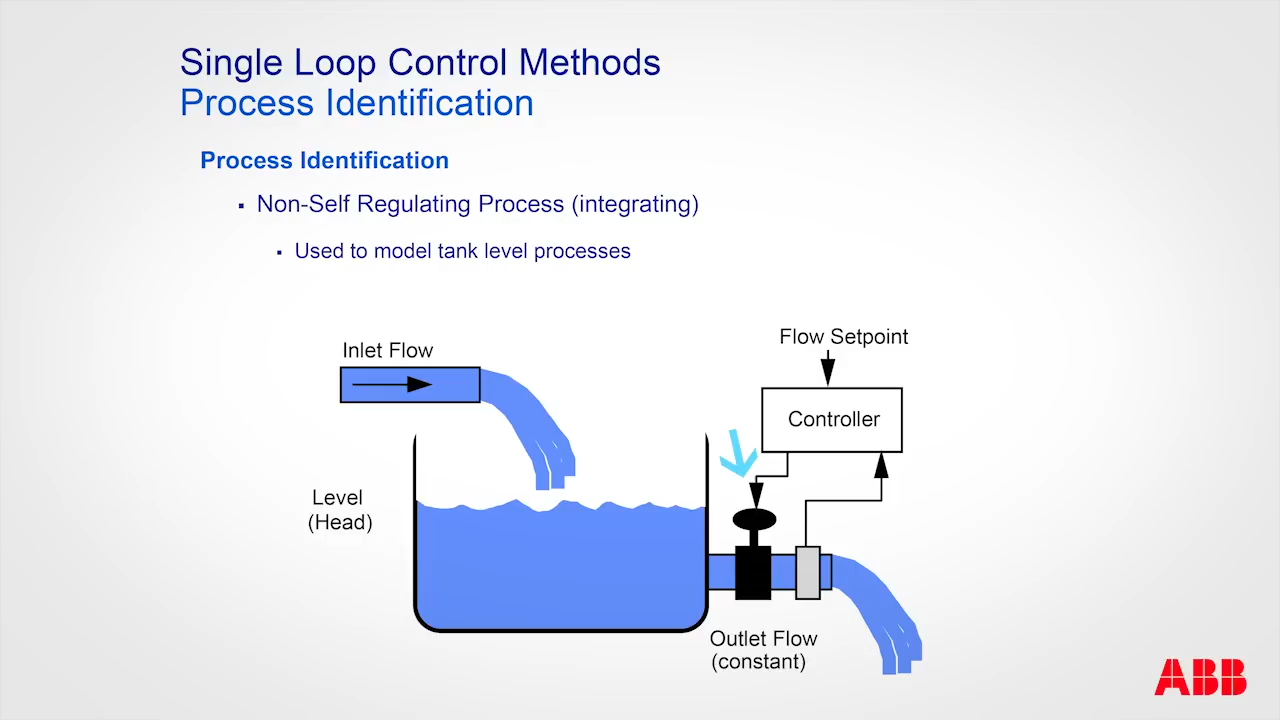 Single Loop Control Methods
Process Identification
Process Identification
Non-Self Regulating Process (integrating)
Used to model tank level processes
Flow Setpoint
Inlet Flow
Controller
Level
(Head)
Outlet Flow
(constant)
ABB